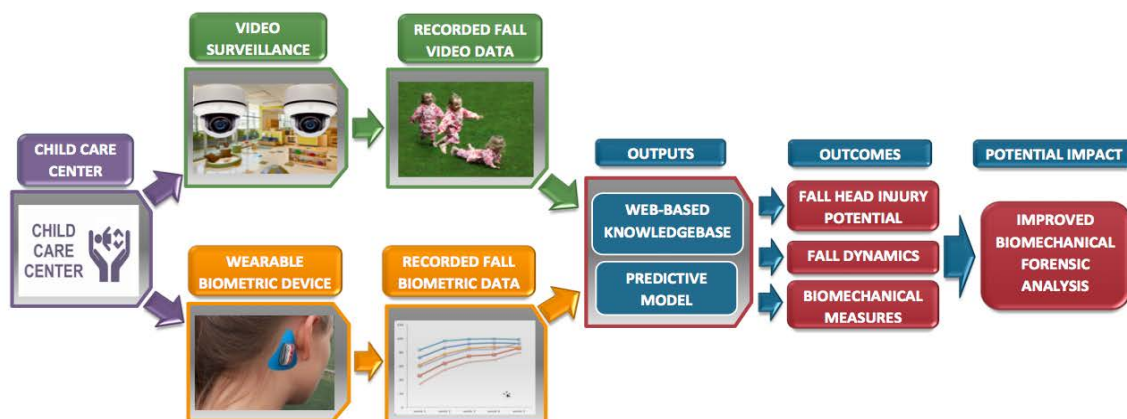 CHILD CARE
CENTER
CHILD
CARE
CENTER
VIDEO
SURVEILLANCE
RECORDED FALL
VIDEO DATA
WEARABLE
BIOMETRIC DEVICE
RECORDED FALL
BIOMETRIC DATA
OUTPUTS
WEB-BASED
KNOWLEDGEBASE
PREDICTIVE
MODEL
OUTCOMES
FALL HEAD INJURY
POTENTIAL
FALL DYNAMICS
BIOMECHANICAL
MEASURES
POTENTIAL IMPACT
IMPROVED
BIOMECHANICAL
FORENSIC
ANALYSIS